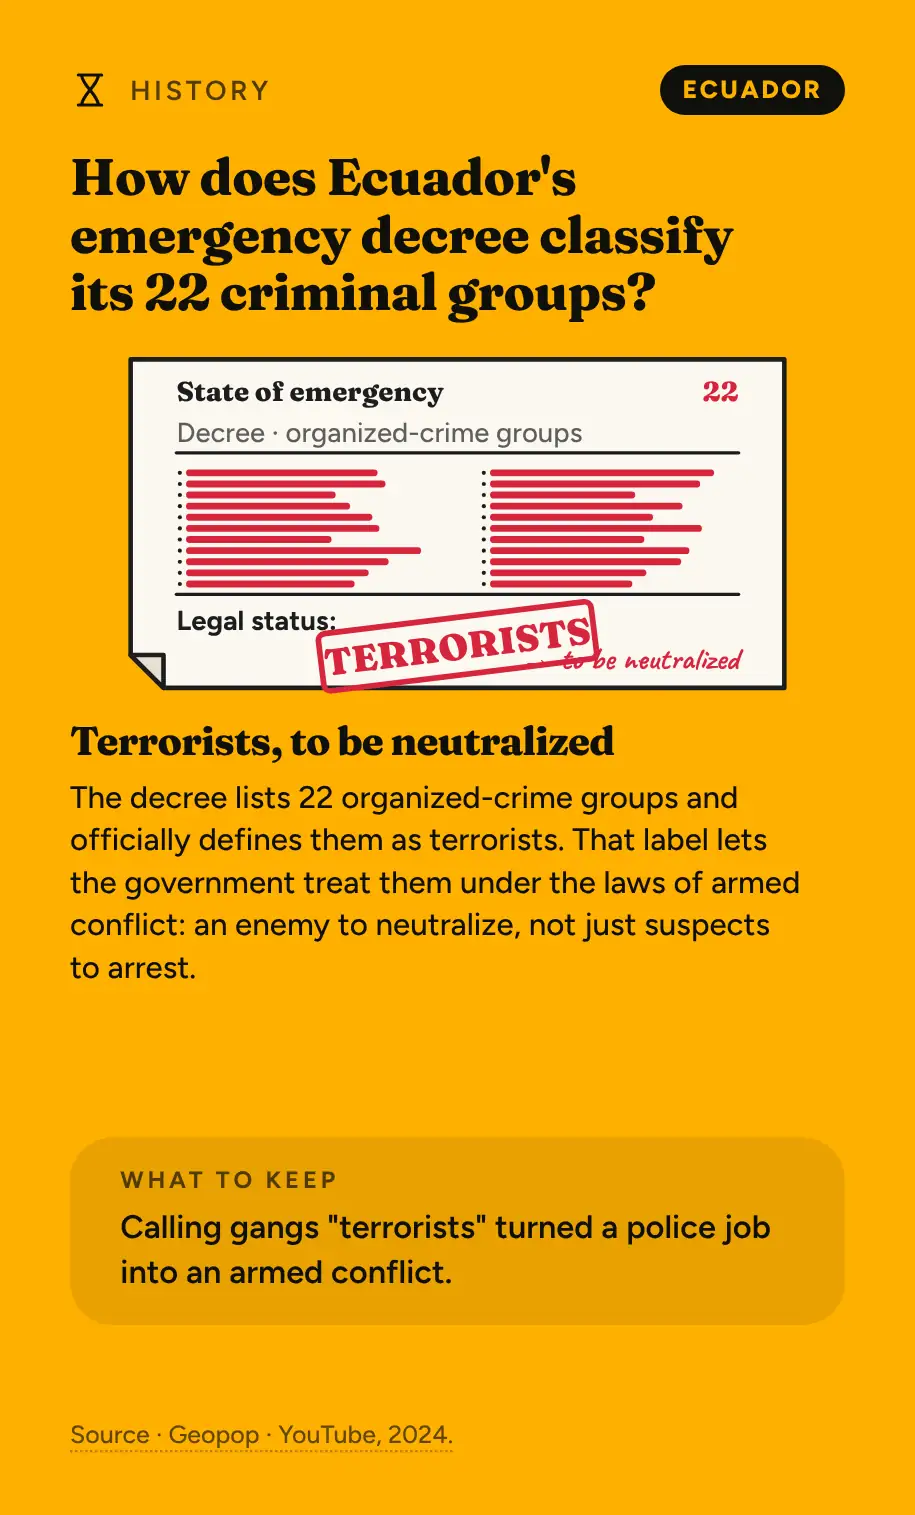 HISTORY
ECUADOR
How does Ecuador's
emergency decree classify
its 22 criminal groups?
State of emergency
22
Decree · organized-crime groups
Legal status:
TERRORISTS
to be neutralized
Terrorists, to be neutralized
The decree lists 22 organized-crime groups and
officially defines them as terrorists. That label lets
the government treat them under the laws of armed
conflict: an enemy to neutralize, not just suspects
to arrest.
WHAT TO KEEP
Calling gangs "terrorists" turned a police job
into an armed conflict.
Source · Geopop · YouTube, 2024.